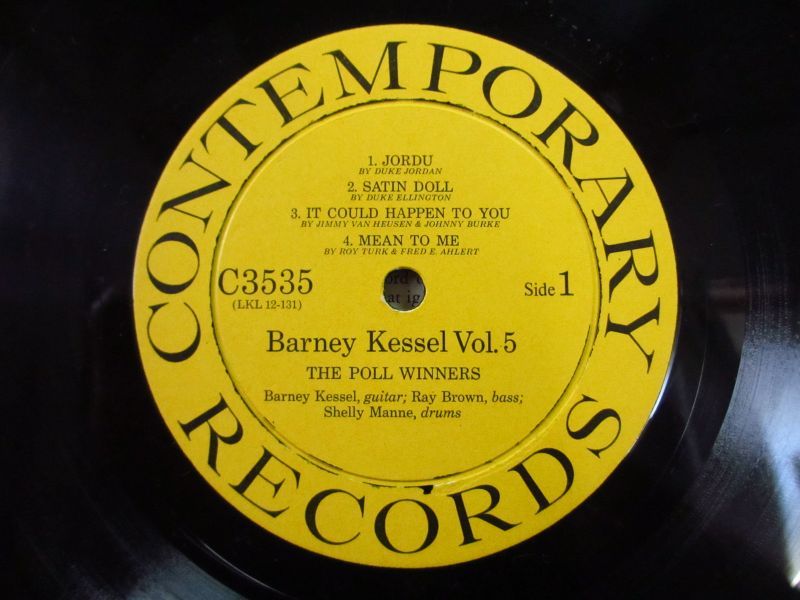 CONTEMPORARY
1. JORDU
BY DUKE JORDAN
2. SATIN DOLL
BY DUKE ELLINGTON
3. IT COULD HAPPEN TO YOU
BY JIMMY VAN HEUSEN & JOHNNY BURKE
4. MEAN TO ME
BY ROY TURK & FRED E. AHLERT
C3535
(LKL 12-131)
Side 1
Barney Kessel Vol. 5
THE POLL WINNERS
Barney Kessel, guitar; Ray Brown, bass;
Shelly Manne, drums
RECORDS